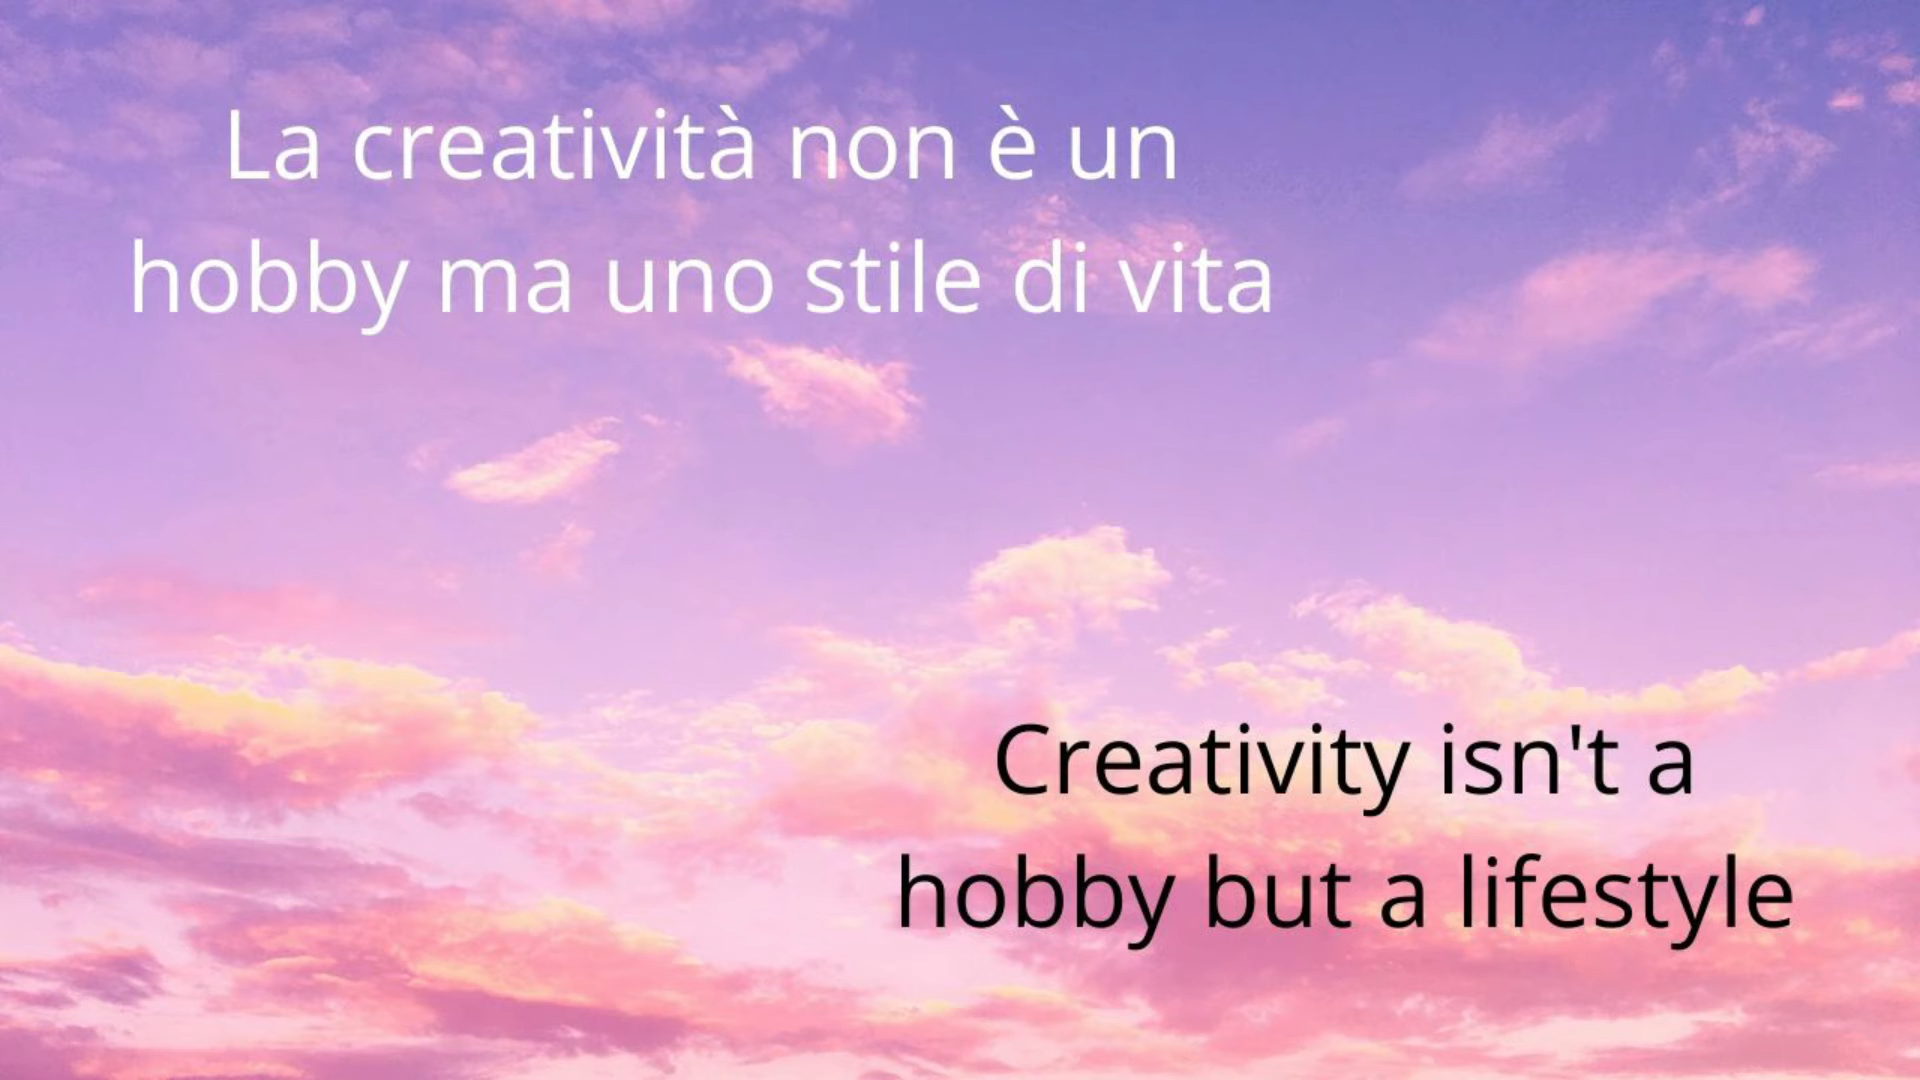 La creatività non è un
hobby ma uno stile di vita
Creativity isn't a
hobby but a lifestyle